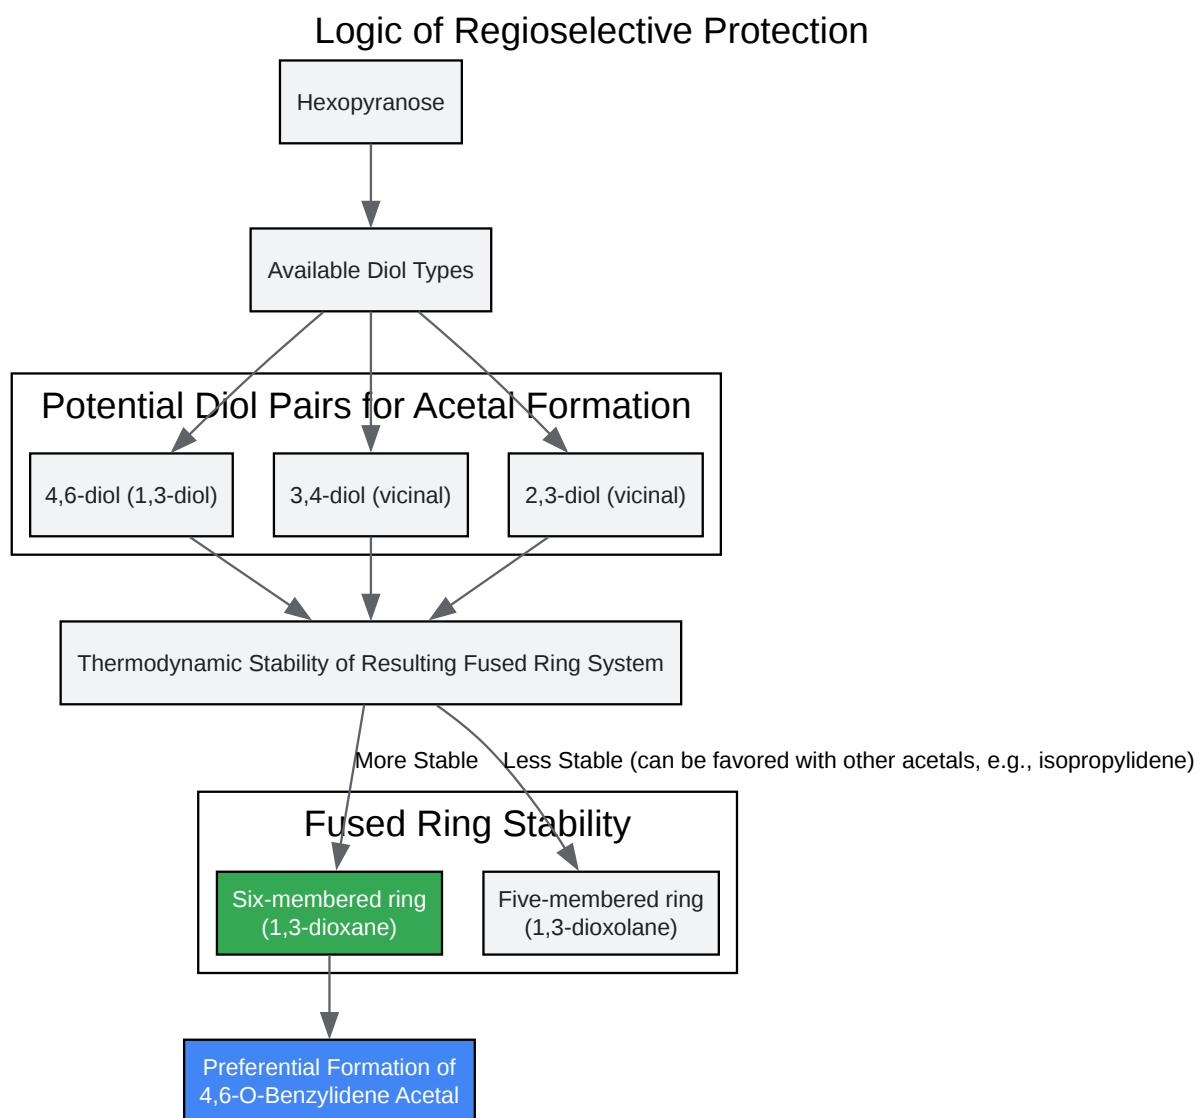 Logic of Regioselective Protection
Hexopyranose
Available Diol Types
Potential Diol Pairs for Acetal Formation
4,6-diol (1,3-diol)
3,4-diol (vicinal)
2,3-diol (vicinal)
Thermodynamic Stability of Resulting Fused Ring System
More Stable
Less Stable (can be favored with other acetals, e.g., isopropylidene)
Fused Ring Stability
Six-membered ring
(1,3-dioxane)
Five-membered ring
(1,3-dioxolane)
Preferential Formation of
4,6-O-Benzylidene Acetal